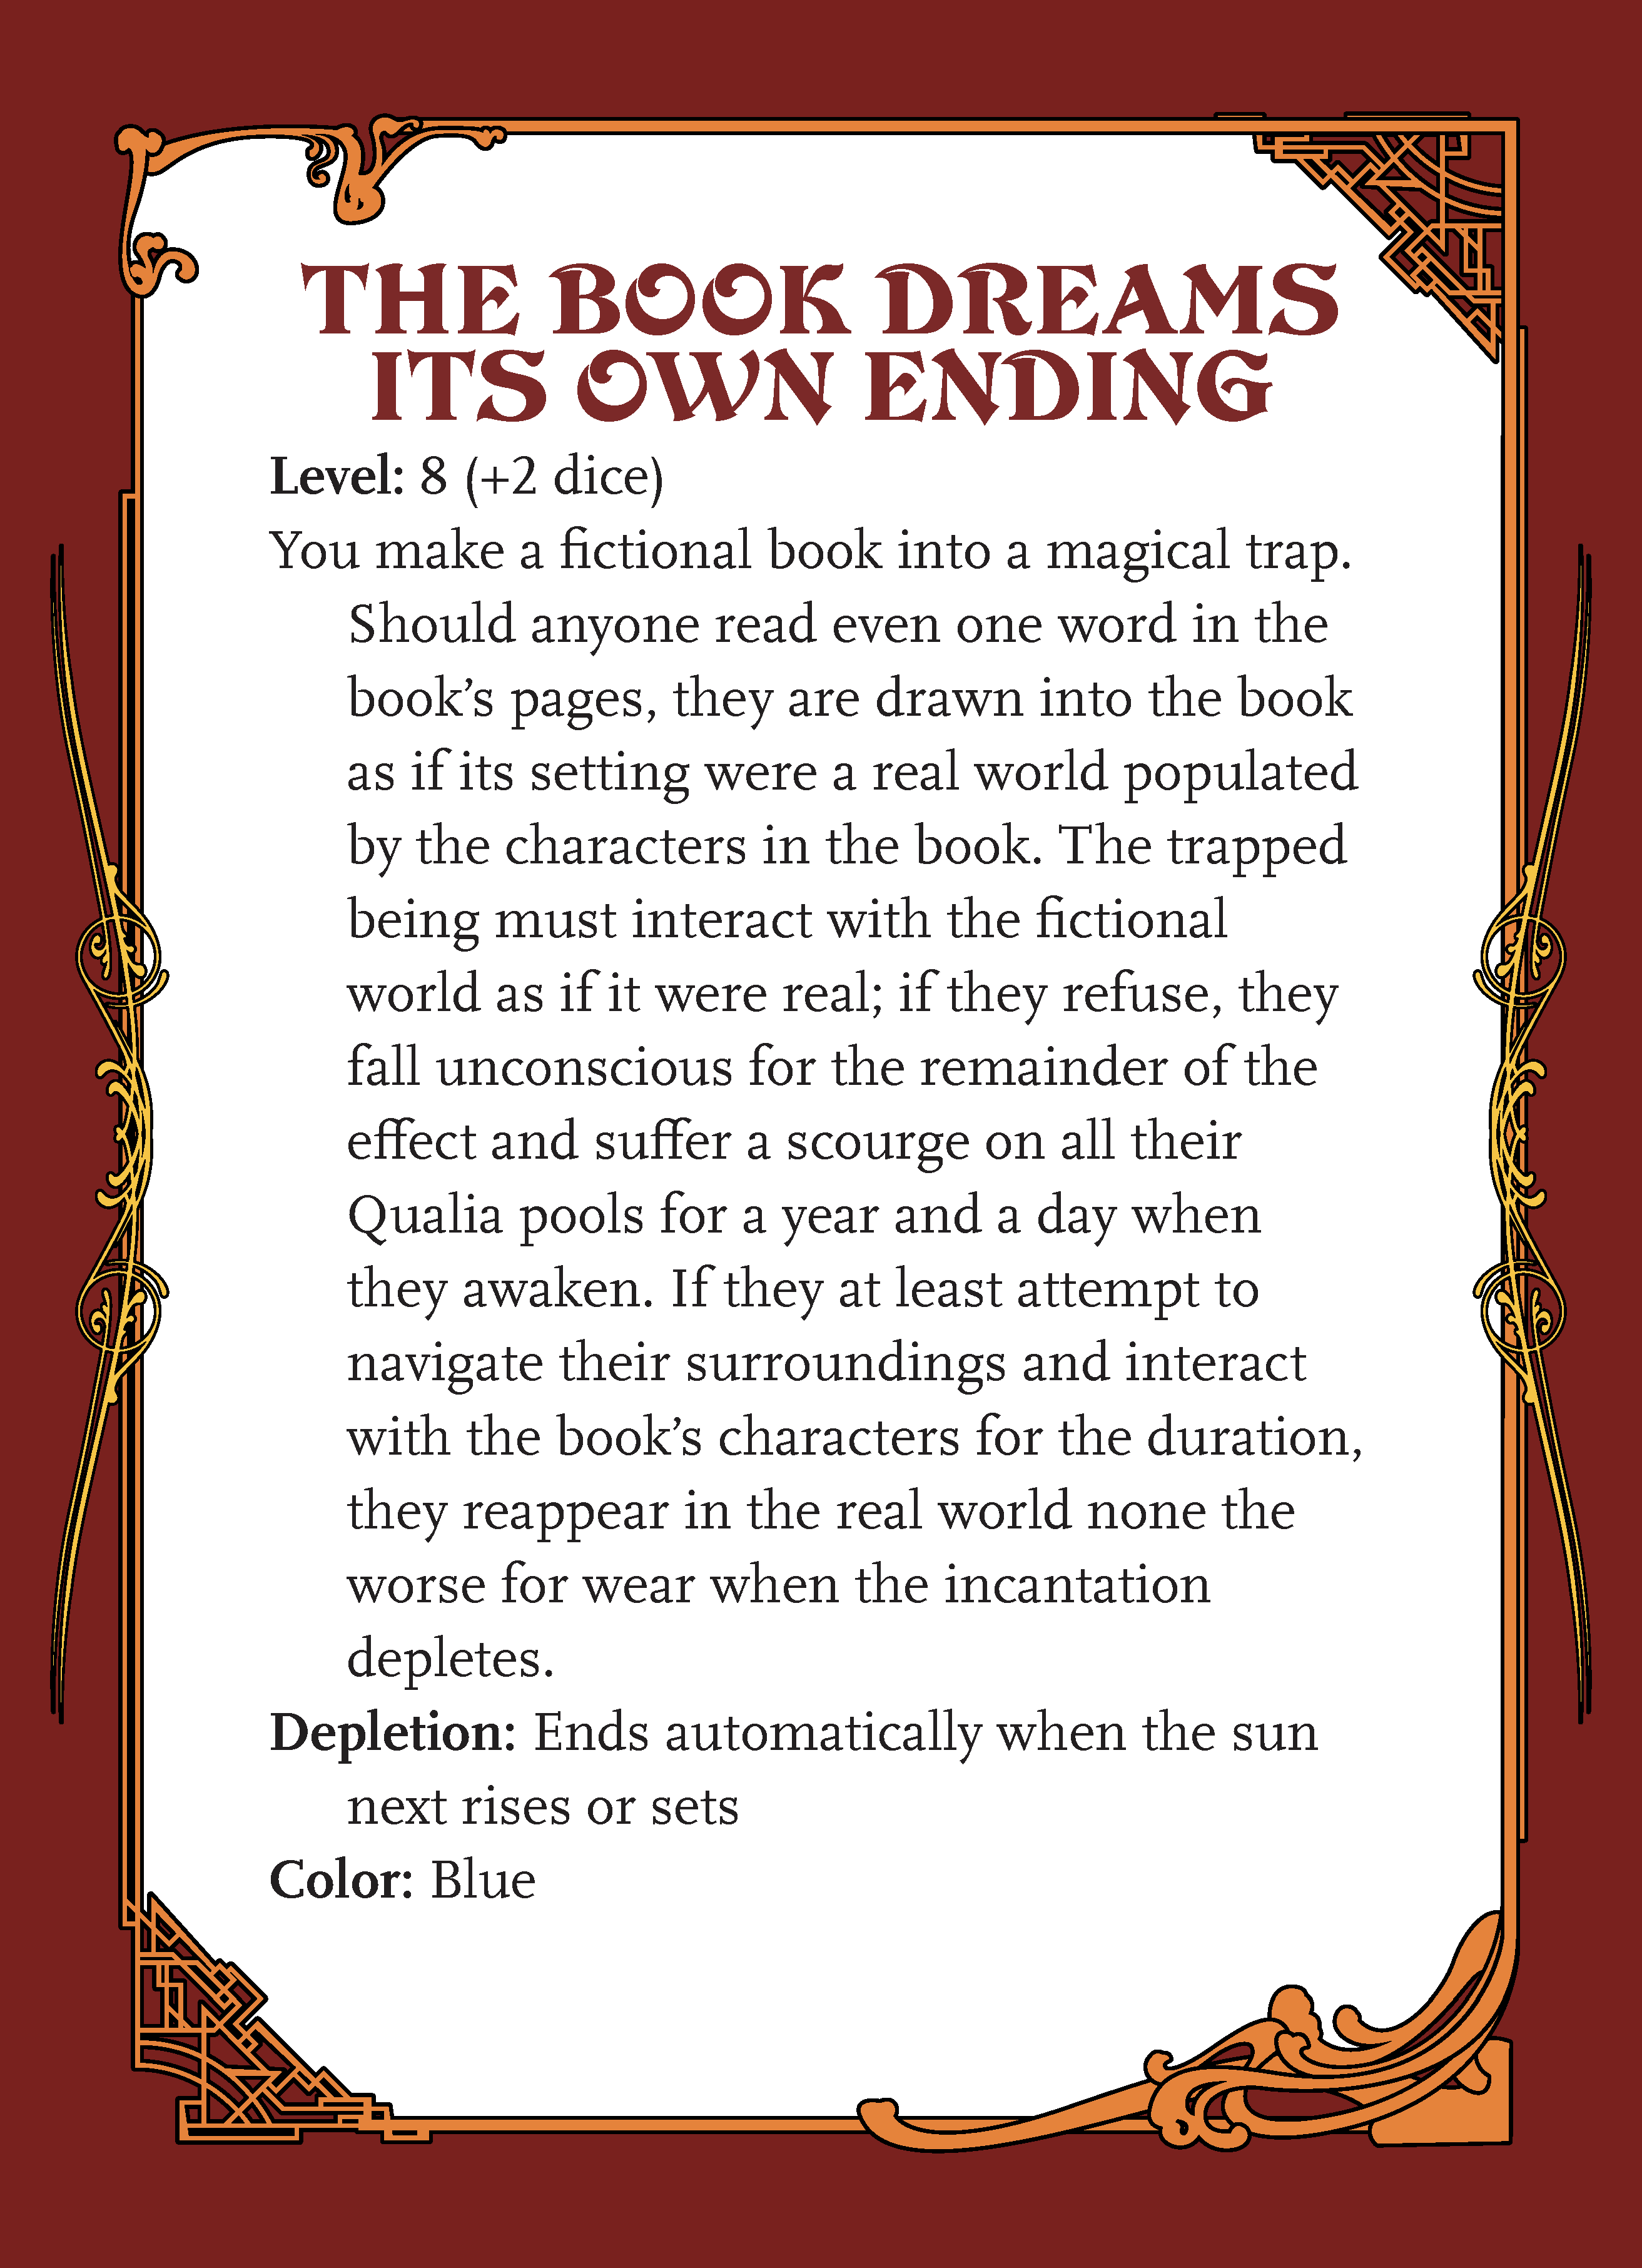 THE BOOK DREAMS
ITS OWN ENDING
Level: 8 (+2 dice)
You make a fictional book into a magical trap.
Should anyone read even one word in the
book’s pages, they are drawn into the book
as if its setting were a real world populated
by the characters in the book. The trapped
being must interact with the fictional
world as if it were real; if they refuse, they
fall unconscious for the remainder of the
effect and suffer a scourge on all their
Qualia pools for a year and a day when
they awaken. If they at least attempt to
navigate their surroundings and interact
with the book’s characters for the duration,
they reappear in the real world none the
worse for wear when the incantation
depletes.
Depletion: Ends automatically when the sun
next rises or sets
Color: Blue